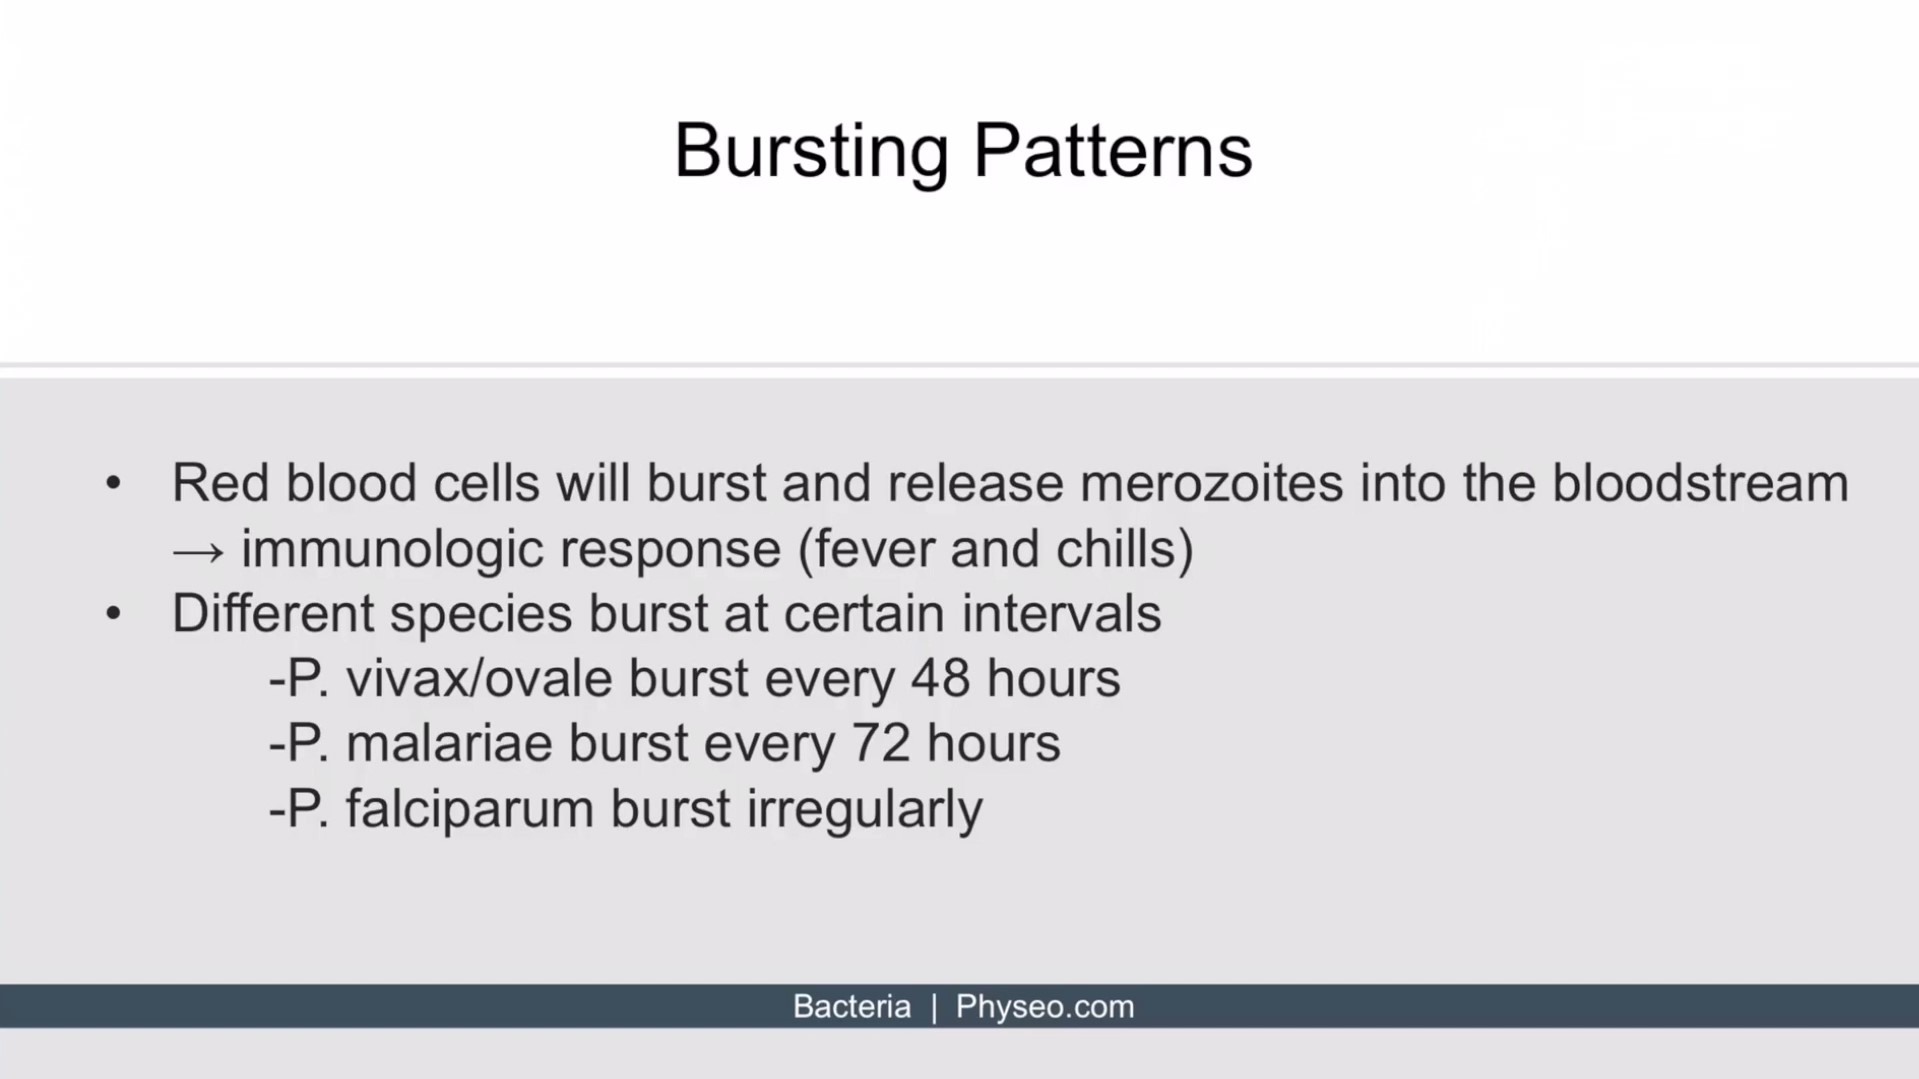 Bursting Patterns
• Red blood cells will burst and release merozoites into the bloodstream
→ immunologic response (fever and chills)
• Different species burst at certain intervals
-P. vivax/ovale burst every 48 hours
-P. malariae burst every 72 hours
-P. falciparum burst irregularly
Bacteria | Physeo.com